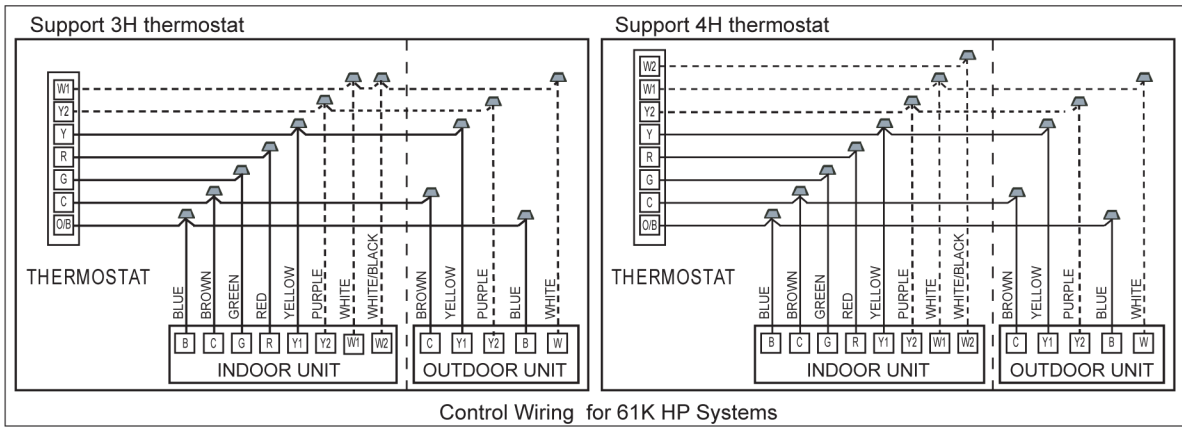 Support 3H thermostat
W1
Y2
Y
R
G
C
O/B
THERMOSTAT
BLUE
BROWN
GREEN
RED
YELLOW
PURPLE
WHITE
WHITE/BLACK
BROWN
YELLOW
PURPLE
BLUE
WHITE
B C G R Y1 Y2 W1 W2
C Y1 Y2 B W
INDOOR UNIT
OUTDOOR UNIT
Support 4H thermostat
W2
W1
Y2
Y
R
G
C
O/B
THERMOSTAT
BLUE
BROWN
GREEN
RED
YELLOW
PURPLE
WHITE
WHITE/BLACK
BROWN
YELLOW
PURPLE
BLUE
WHITE
B C G R Y1 Y2 W1 W2
C Y1 Y2 B W
INDOOR UNIT
OUTDOOR UNIT
Control Wiring for 61K HP Systems